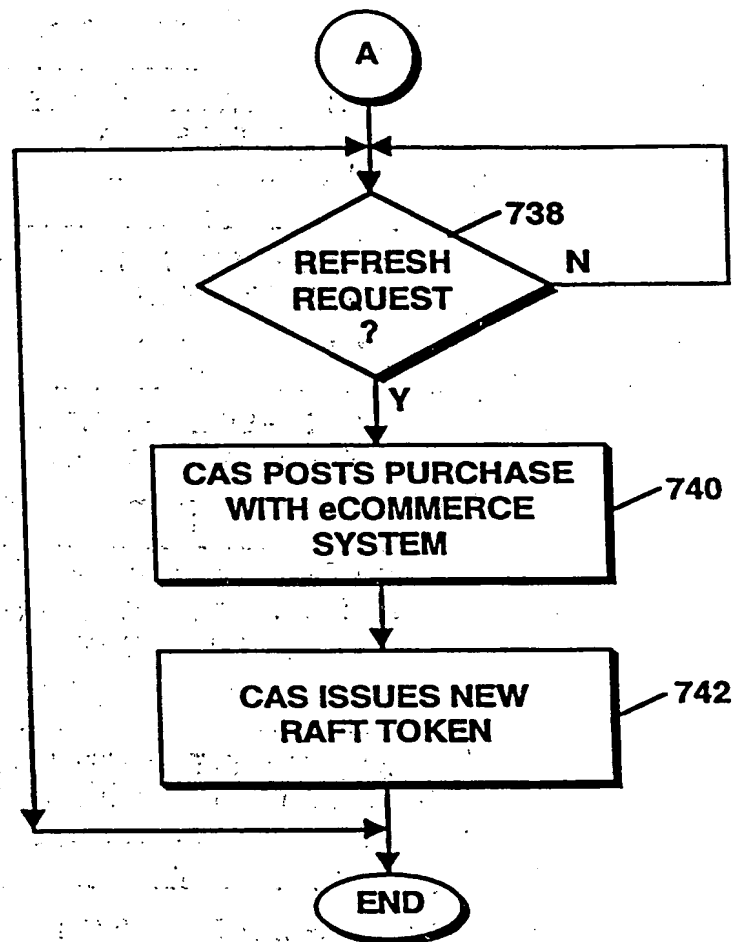 A
738
REFRESH
REQUEST
?
N
Y
CAS POSTS PURCHASE
WITH eCOMMERCE
SYSTEM
740
CAS ISSUES NEW
RAFT TOKEN
742
END